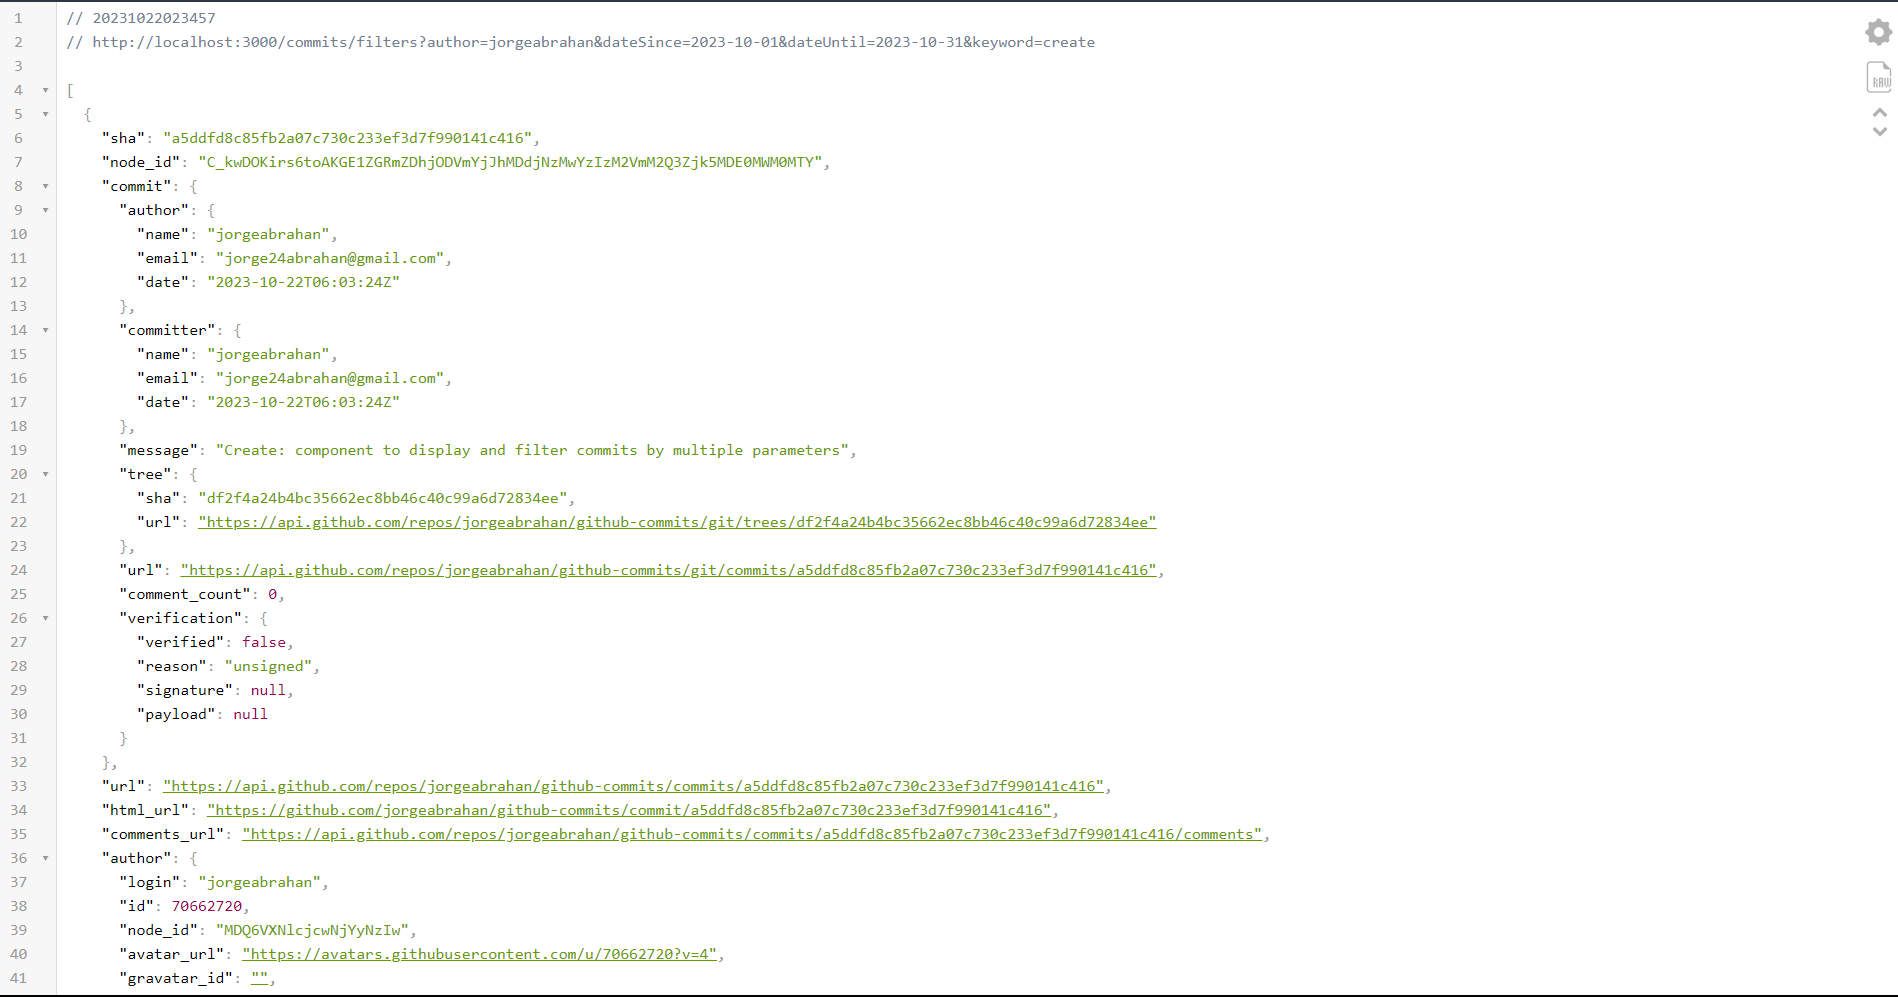 1 // 20231022023457
2 // http://localhost:3000/commits/filters?author=jorgeabrahan&dateSince=2023-10-01&dateUntil=2023-10-31&keyword=create
3
4 [
5 {
6 "sha": "a5ddfd8c85fb2a07c730c233ef3d7f990141c416",
7 "node_id": "C_kwDOKirs6toAKGE1ZGRmZDhjODVmYjJhMDdjNzMwYzIzM2VmM2Q3Zjk5MDE0MWM0MTY",
8 "commit": {
9 "author": {
10 "name": "jorgeabrahan",
11 "email": "jorge24abrahan@gmail.com",
12 "date": "2023-10-22T06:03:24Z"
13 },
14 "committer": {
15 "name": "jorgeabrahan",
16 "email": "jorge24abrahan@gmail.com",
17 "date": "2023-10-22T06:03:24Z"
18 },
19 "message": "Create: component to display and filter commits by multiple parameters",
20 "tree": {
21 "sha": "df2f4a24b4bc35662ec8bb46c40c99a6d72834ee",
22 "url": "https://api.github.com/repos/jorgeabrahan/github-commits/git/trees/df2f4a24b4bc35662ec8bb46c40c99a6d72834ee"
23 },
24 "url": "https://api.github.com/repos/jorgeabrahan/github-commits/git/commits/a5ddfd8c85fb2a07c730c233ef3d7f990141c416",
25 "comment_count": 0,
26 "verification": {
27 "verified": false,
28 "reason": "unsigned",
29 "signature": null,
30 "payload": null
31 }
32 },
33 "url": "https://api.github.com/repos/jorgeabrahan/github-commits/commits/a5ddfd8c85fb2a07c730c233ef3d7f990141c416",
34 "html_url": "https://github.com/jorgeabrahan/github-commits/commit/a5ddfd8c85fb2a07c730c233ef3d7f990141c416",
35 "comments_url": "https://api.github.com/repos/jorgeabrahan/github-commits/commits/a5ddfd8c85fb2a07c730c233ef3d7f990141c416/comments",
36 "author": {
37 "login": "jorgeabrahan",
38 "id": 70662720,
39 "node_id": "MDQ6VXNlcjcwNjYyNzIw",
40 "avatar_url": "https://avatars.githubusercontent.com/u/70662720?v=4",
41 "gravatar_id": "",
RAW